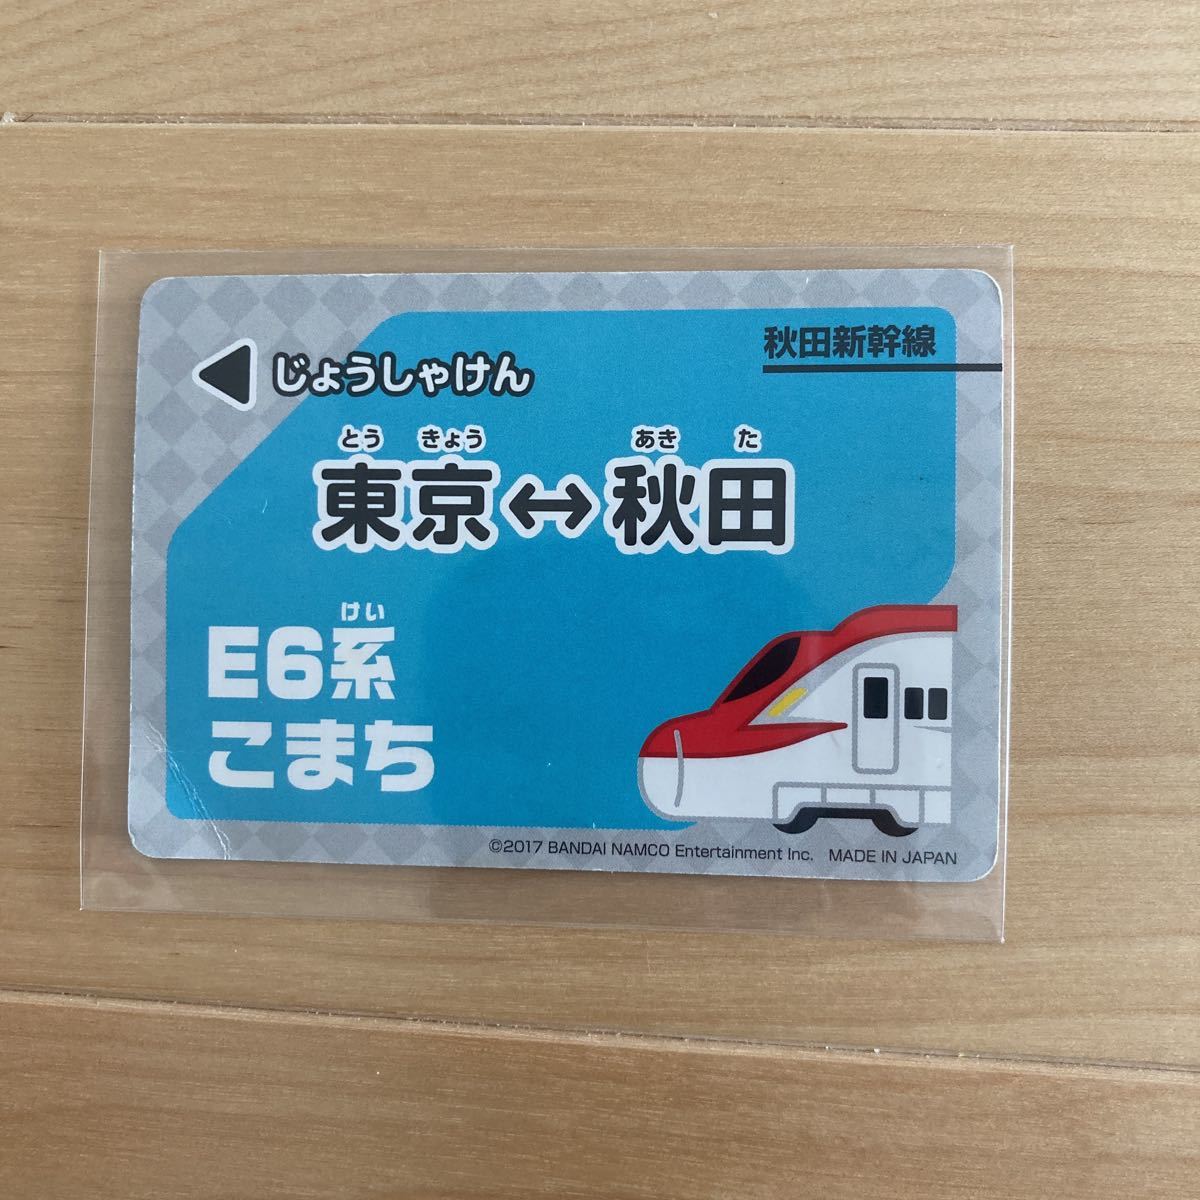 秋田新幹線
じょうしゃけん
とう きょう あき た
東京↔秋田
けい
E6系
こまち
©2017 BANDAI NAMCO Entertainment Inc. MADE IN JAPAN